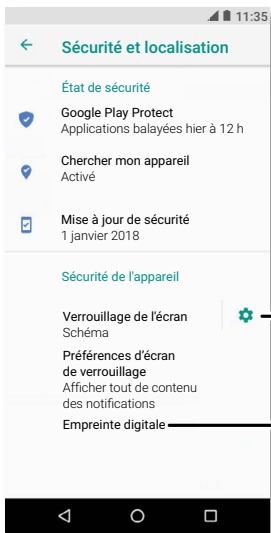 11:35
Sécurité et localisation
État de sécurité
Google Play Protect
Applications balayées hier à 12 h
Chercher mon appareil
Activé
Mise à jour de sécurité
1 janvier 2018
Sécurité de l'appareil
Verrouillage de l'écran
Schéma
Préférences d'écran
de verrouillage
Afficher tout de contenu
des notifications
Empreinte digitale